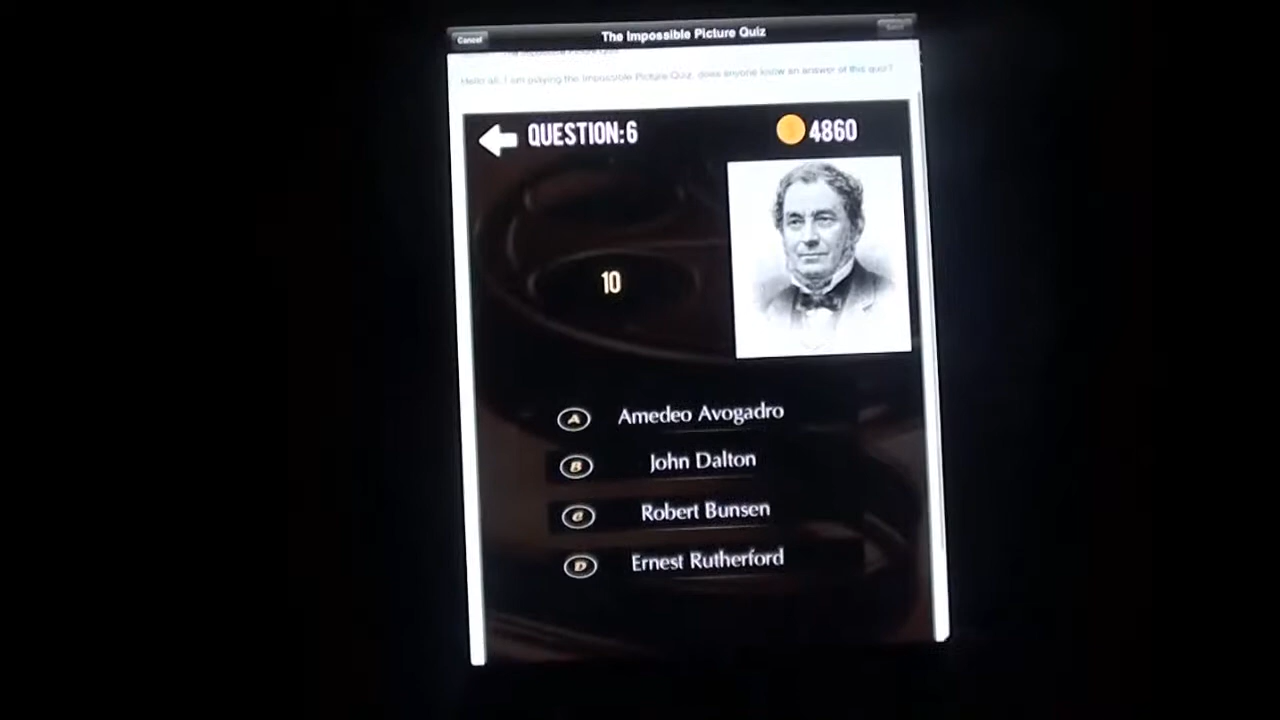 Cancel
The Impossible Picture Quiz
Hello all, I am playing the Impossible Picture Quiz, does anyone know an answer of this quiz?
QUESTION:6
4860
10
A Amedeo Avogadro
B John Dalton
C Robert Bunsen
D Ernest Rutherford